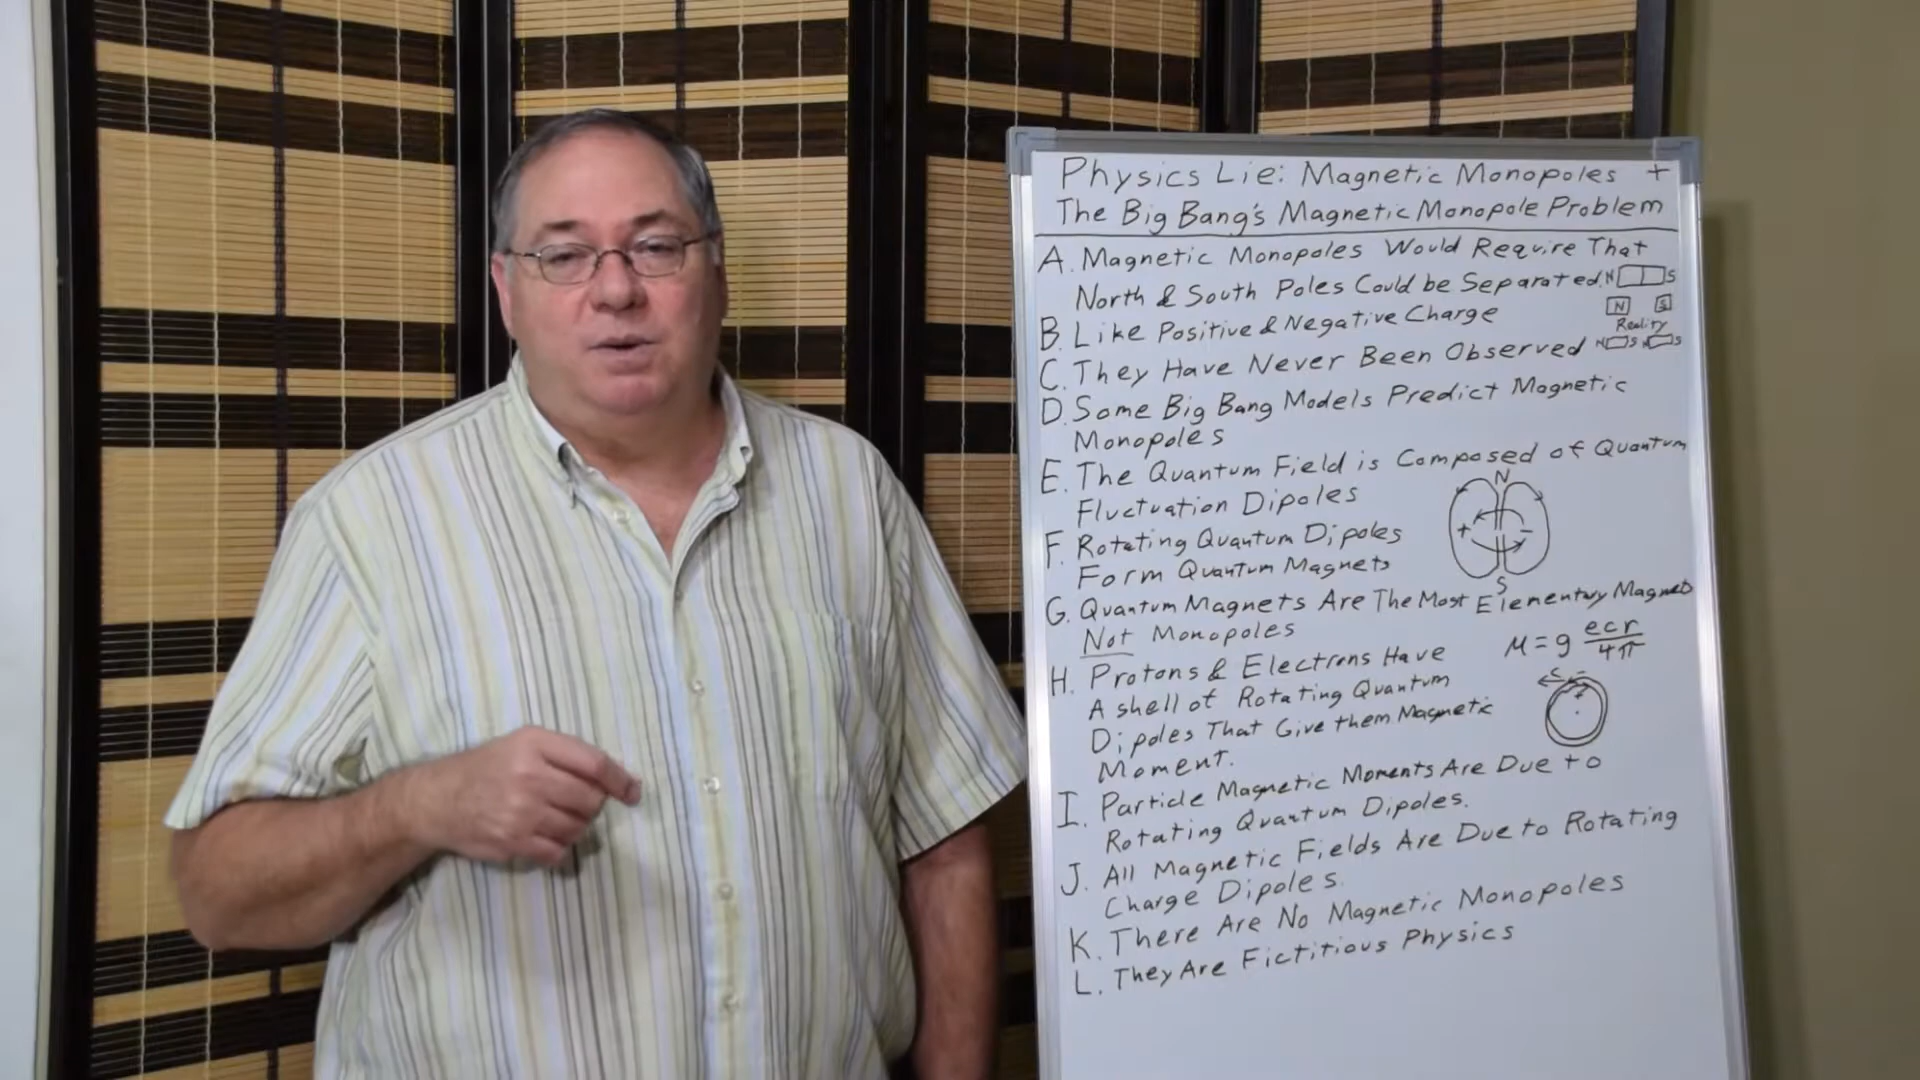 Physics Lie: Magnetic Monopoles +
The Big Bang's Magnetic Monopole Problem
A. Magnetic Monopoles Would Require That
North & South Poles Could be Separated. N S
N S
B. Like Positive & Negative Charge
Reality
C. They Have Never Been Observed N S N S
D. Some Big Bang Models Predict Magnetic
Monopoles
E. The Quantum Field is Composed of Quantum
Fluctuation Dipoles
N
+ -
S
F. Rotating Quantum Dipoles
Form Quantum Magnets
G. Quantum Magnets Are The Most Elementary Magnets
Not Monopoles
M = g ecr/4π
H. Protons & Electrons Have
A shell of Rotating Quantum
Dipoles That Give them Magnetic
Moment.
c -
+
I. Particle Magnetic Moments Are Due to
Rotating Quantum Dipoles.
J. All Magnetic Fields Are Due to Rotating
Charge Dipoles.
K. There Are No Magnetic Monopoles
L. They Are Fictitious Physics